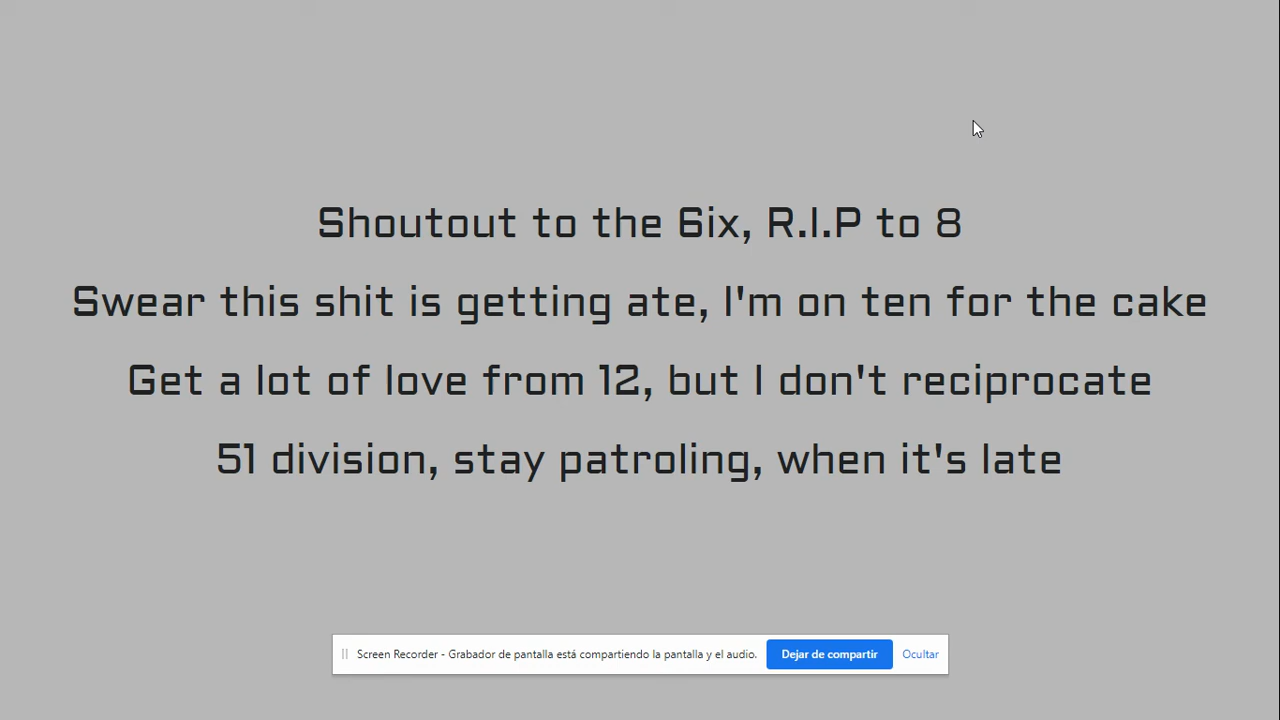 Shoutout to the 6ix, R.I.P to 8
Swear this shit is getting ate, I'm on ten for the cake
Get a lot of love from 12, but I don't reciprocate
51 division, stay patroling, when it's late
Screen Recorder - Grabador de pantalla está compartiendo la pantalla y el audio. Dejar de compartir Ocultar